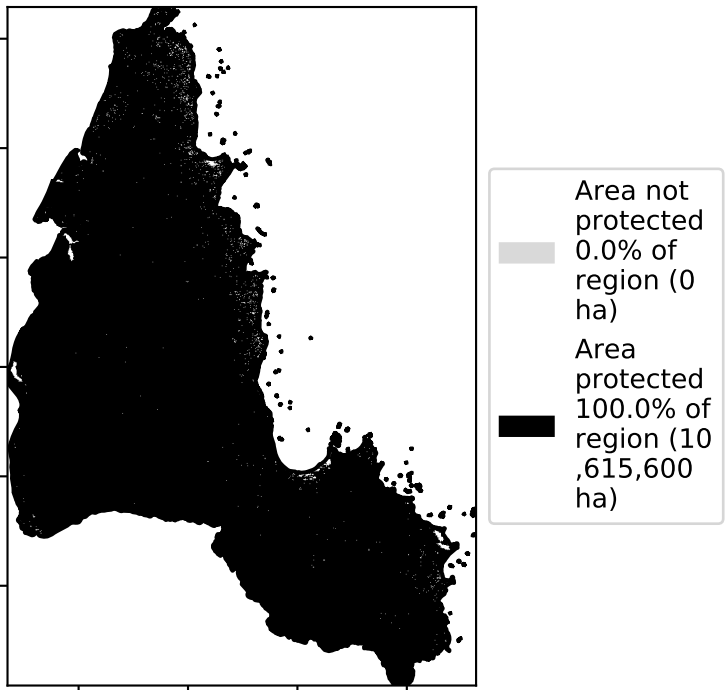 Area not
protected
0.0% of
region (0
ha)
Area
protected
100.0% of
region (10
,615,600
ha)